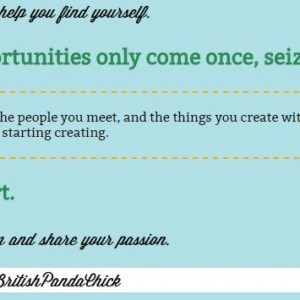 help you find yourself.
ortunities only come once, seiz
he people you meet, and the things you create wit
starting creating.
t.
n and share your passion.
BritishPandaChick